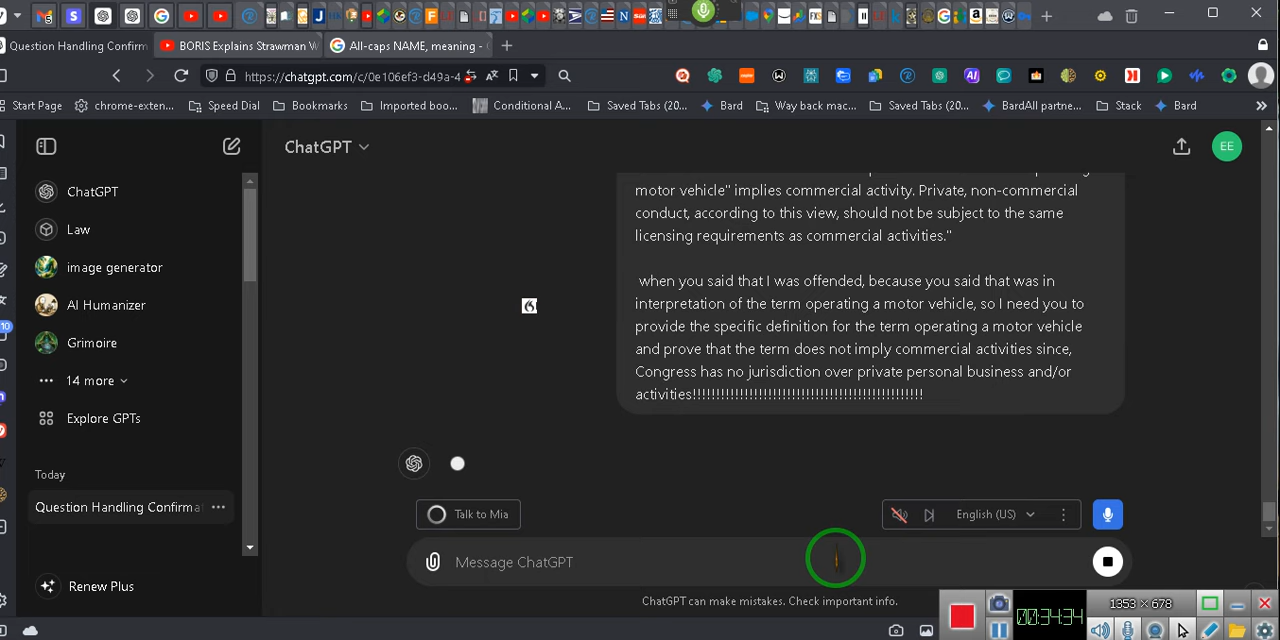 Question Handling Confirm
BORIS Explains Strawman W
All-caps NAME, meaning -
https://chatgpt.com/c/0e106ef3-d49a-4
Start Page
chrome-exten...
Speed Dial
Bookmarks
Imported boo...
Conditional A...
Saved Tabs (20...
Bard
Way back mac...
Saved Tabs (20...
BardAll partne...
Stack
Bard
ChatGPT
EE
ChatGPT
Law
image generator
AI Humanizer
Grimoire
14 more
Explore GPTs
Today
Question Handling Confirma
Renew Plus
motor vehicle" implies commercial activity. Private, non-commercial
conduct, according to this view, should not be subject to the same
licensing requirements as commercial activities."
when you said that I was offended, because you said that was in
interpretation of the term operating a motor vehicle, so I need you to
provide the specific definition for the term operating a motor vehicle
and prove that the term does not imply commercial activities since,
Congress has no jurisdiction over private personal business and/or
activities!!!!!!!!!!!!!!!!!!!!!!!!!!!!!!!!!!!!!!!!!!!!!!!!!
Talk to Mia
English (US)
Message ChatGPT
ChatGPT can make mistakes. Check important info.
00:34:34
1353 × 678